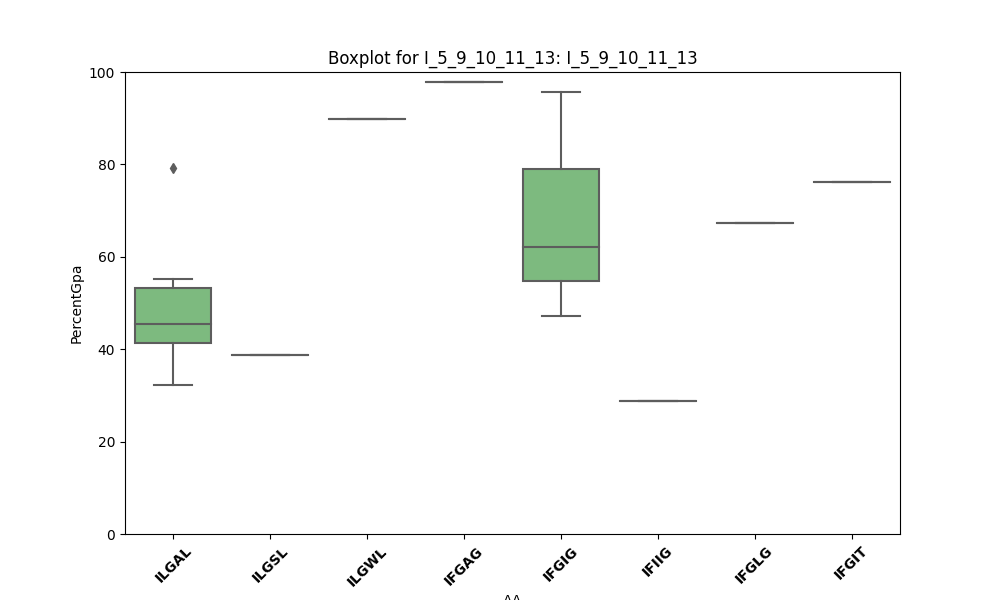 Boxplot for I_5_9_10_11_13: I_5_9_10_11_13
100
80
60
40
20
0
PercentGpa
ILGAL
ILGSL
ILGWL
IFGAG
IFGIG
IFIIG
IFGLG
IFGIT
AA